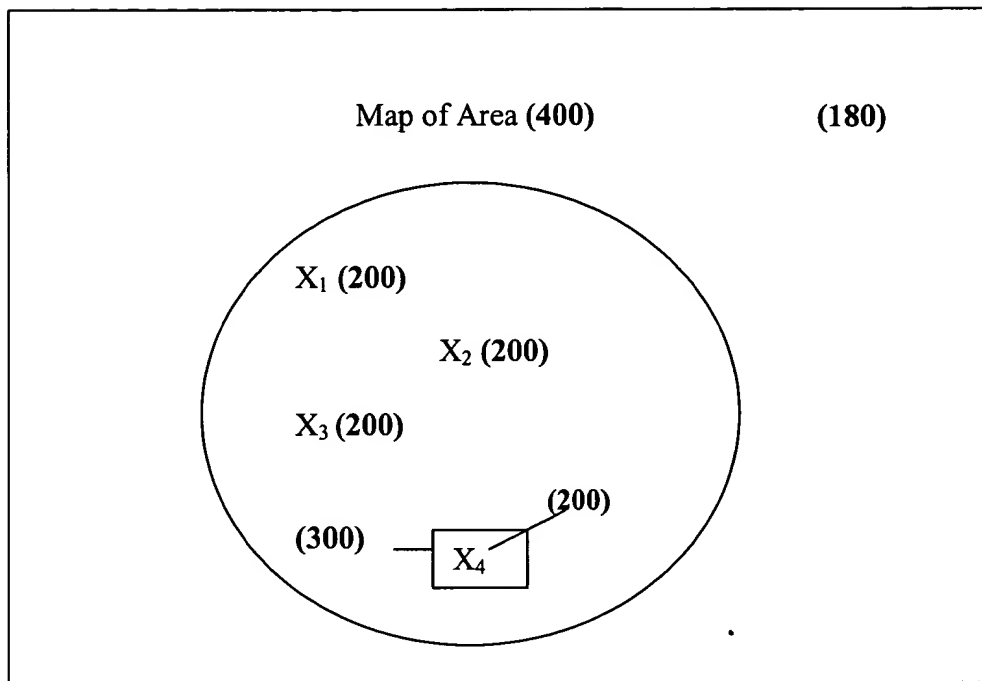 Map of Area (400) (180)
X₁ (200)
X₂ (200)
X₃ (200)
(200)
(300)
X₄